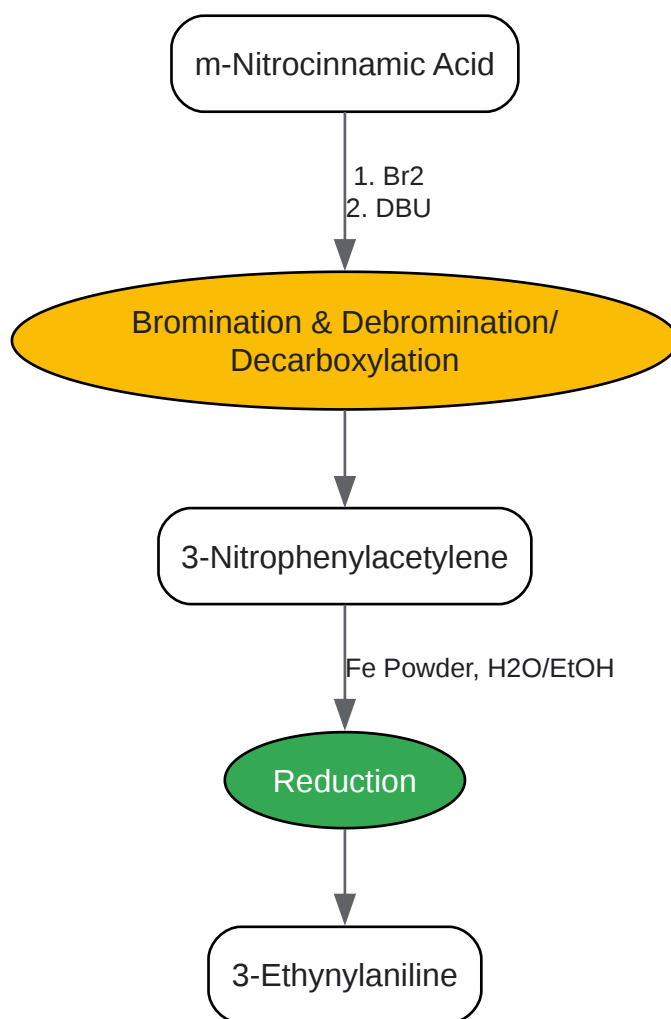 m-Nitrocinnamic Acid
1. Br2
2. DBU
Bromination & Debromination/
Decarboxylation
3-Nitrophenylacetylene
Fe Powder, H2O/EtOH
Reduction
3-Ethynylaniline